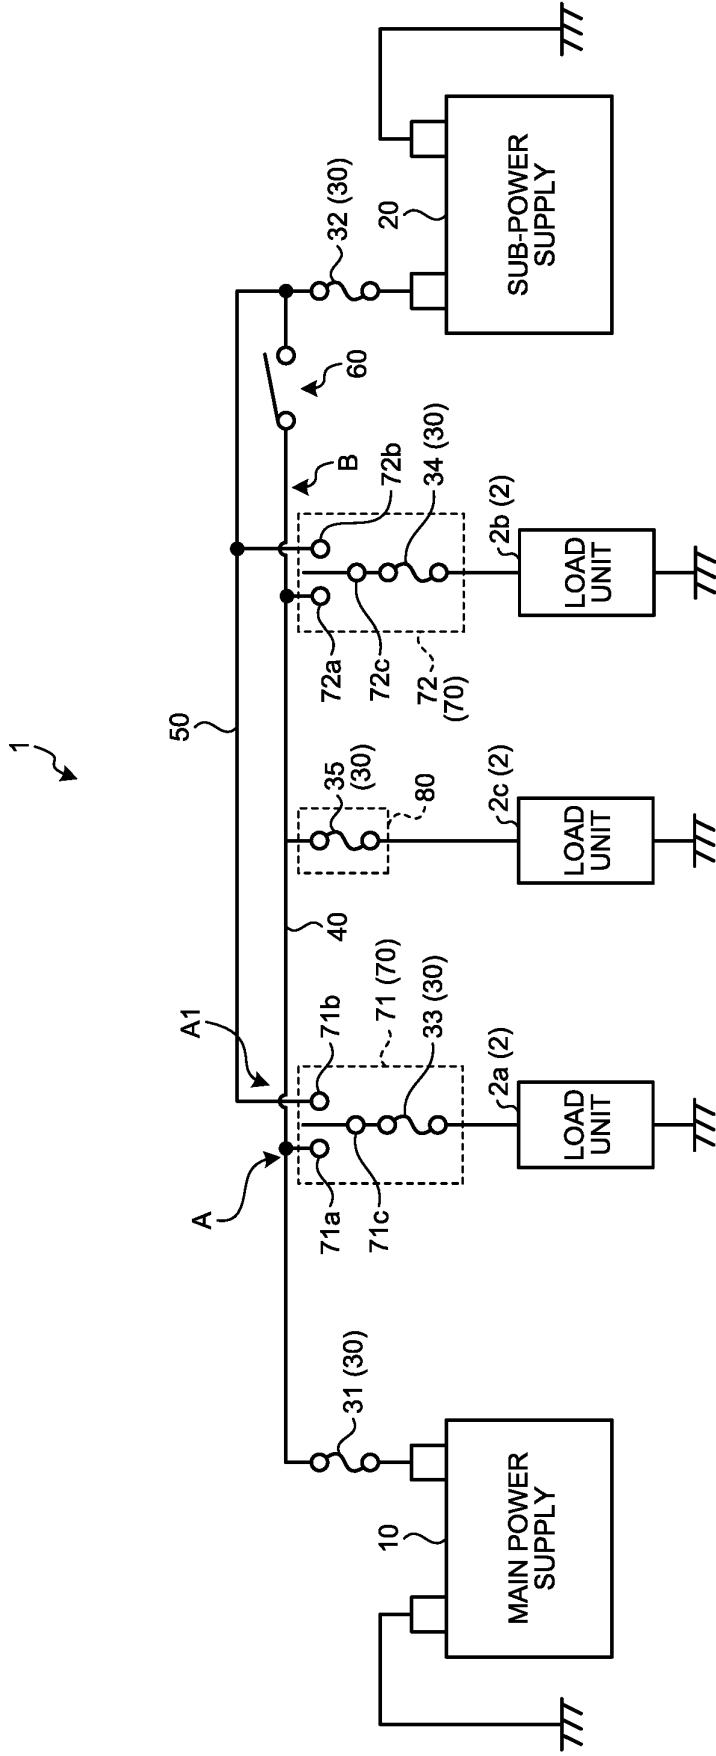 1
50
A1
A
B
60
40
32 (30)
20
SUB-POWER
SUPPLY
31 (30)
10
MAIN POWER
SUPPLY
71a
71b
71c
71 (70)
33 (30)
2a (2)
LOAD
UNIT
35
(30)
80
2c (2)
LOAD
UNIT
72a
72b
72c
72
(70)
34 (30)
2b (2)
LOAD
UNIT